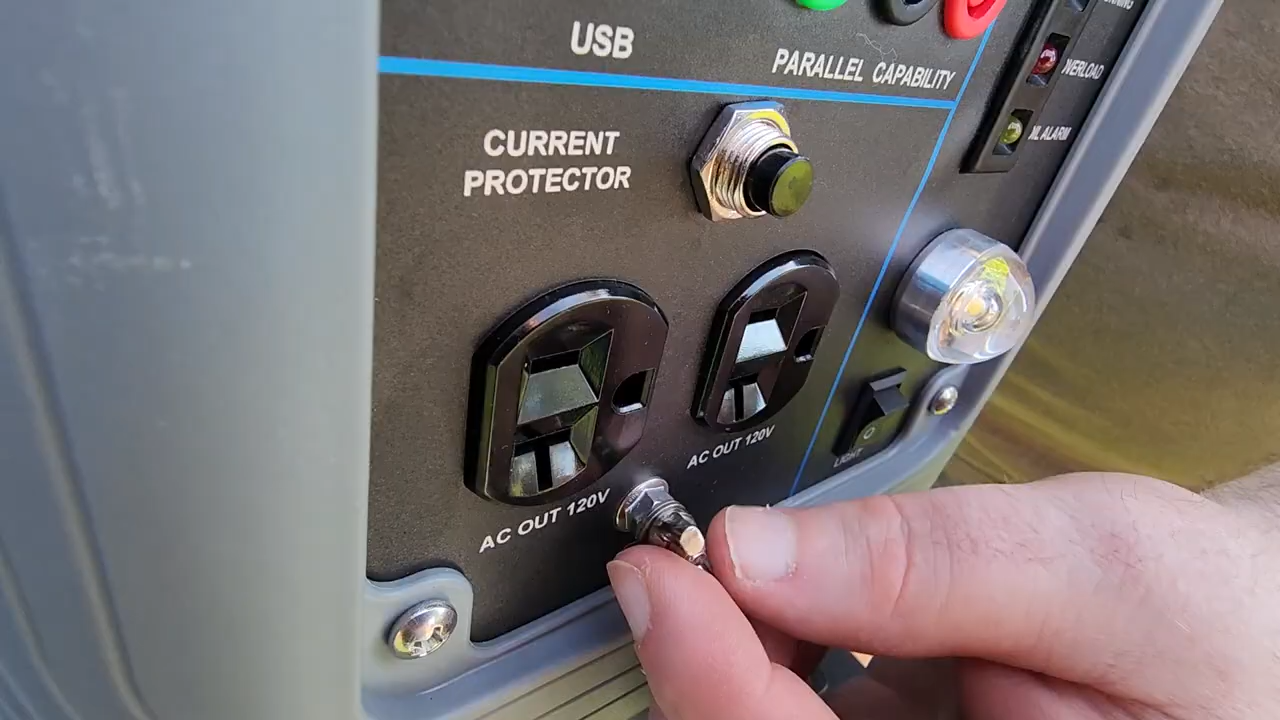 USB
PARALLEL CAPABILITY
CURRENT
PROTECTOR
AC OUT 120V
AC OUT 120V
LIGHT